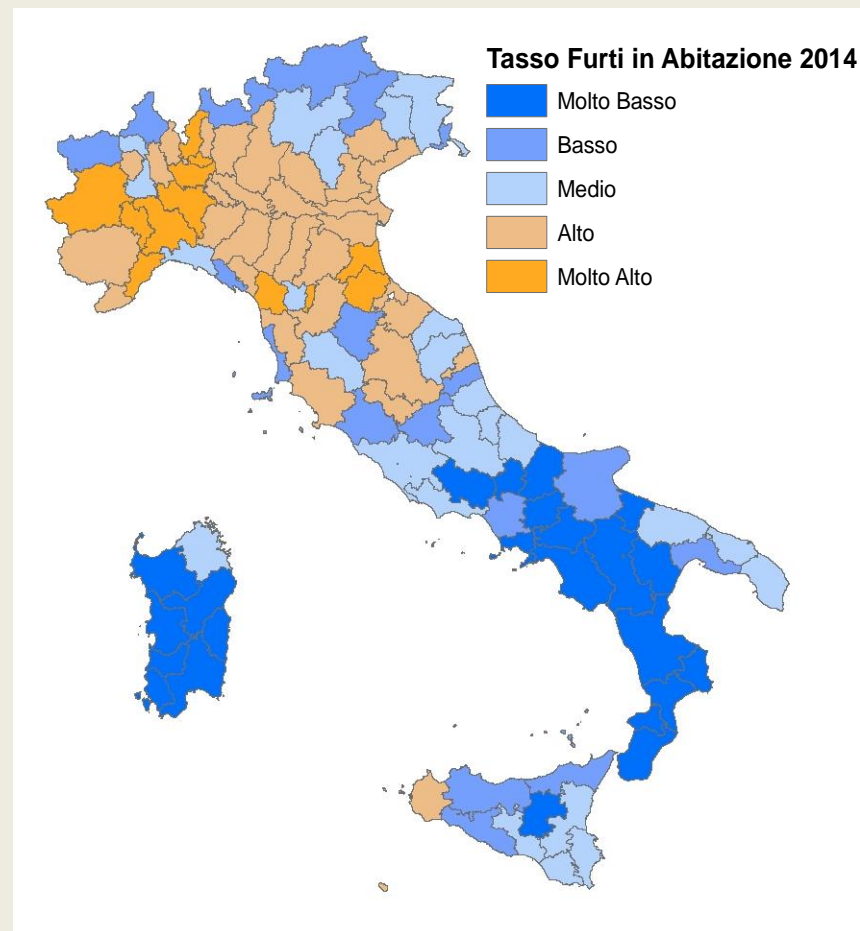 Tasso Furti in Abitazione 2014
Molto Basso
Basso
Medio
Alto
Molto Alto